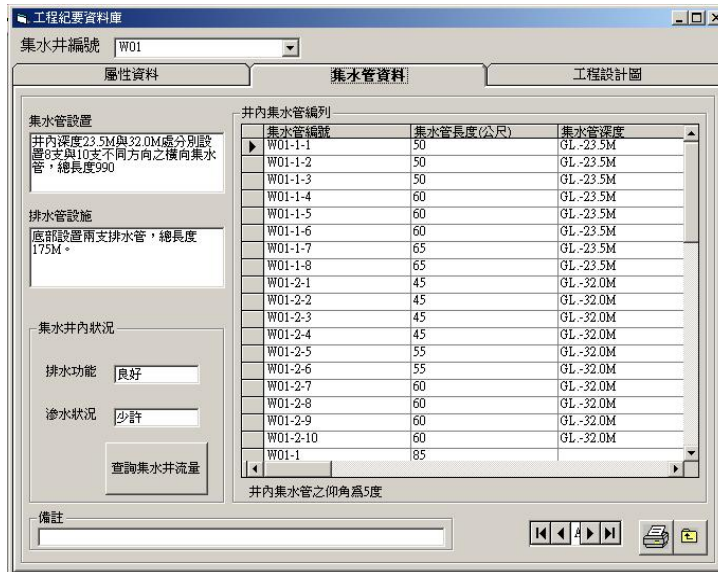 工程紀要資料庫
集水井編號 W01
屬性資料 集水管資料 工程設計圖
集水管設置
井內深度23.5M與32.0M處分別設
置8支與10支不同方向之橫向集水
管，總長度990
排水管設施
底部設置兩支排水管，總長度
175M。
集水井內狀況
排水功能 良好
滲水狀況 少許
查詢集水井流量
井內集水管編列
集水管編號 集水管長度(公尺) 集水管深度
W01-1-1 50 GL.-23.5M
W01-1-2 50 GL.-23.5M
W01-1-3 50 GL.-23.5M
W01-1-4 60 GL.-23.5M
W01-1-5 60 GL.-23.5M
W01-1-6 60 GL.-23.5M
W01-1-7 65 GL.-23.5M
W01-1-8 65 GL.-23.5M
W01-2-1 45 GL.-32.0M
W01-2-2 45 GL.-32.0M
W01-2-3 45 GL.-32.0M
W01-2-4 45 GL.-32.0M
W01-2-5 55 GL.-32.0M
W01-2-6 55 GL.-32.0M
W01-2-7 60 GL.-32.0M
W01-2-8 60 GL.-32.0M
W01-2-9 60 GL.-32.0M
W01-2-10 60 GL.-32.0M
W01-1 85
井內集水管之仰角為5度
備註